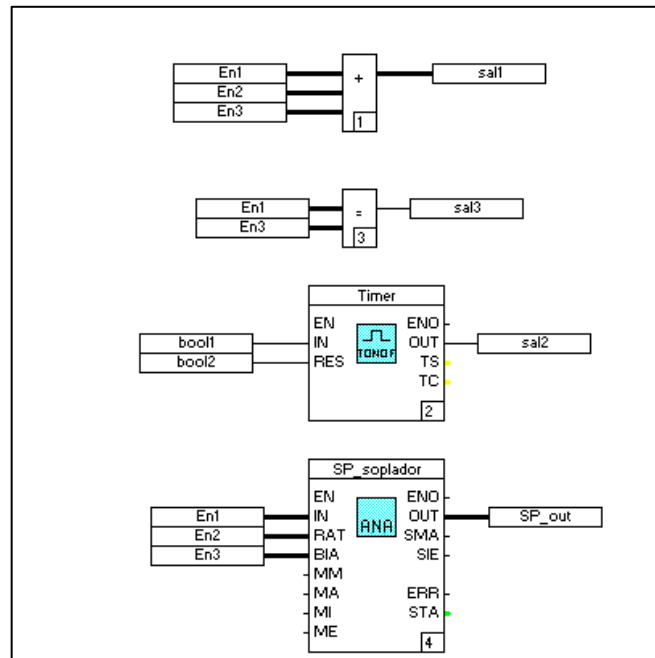 En1
En2
En3
+
1
sal1
En1
En3
=
3
sal3
Timer
EN ENO
bool1 IN OUT sal2
bool2 RES TS
TONOF
TC
2
SP_soplador
EN ENO
En1 IN OUT SP_out
En2 RAT SMA
ANA
En3 BIA SIE
MM
MA ERR
MI STA
ME
4